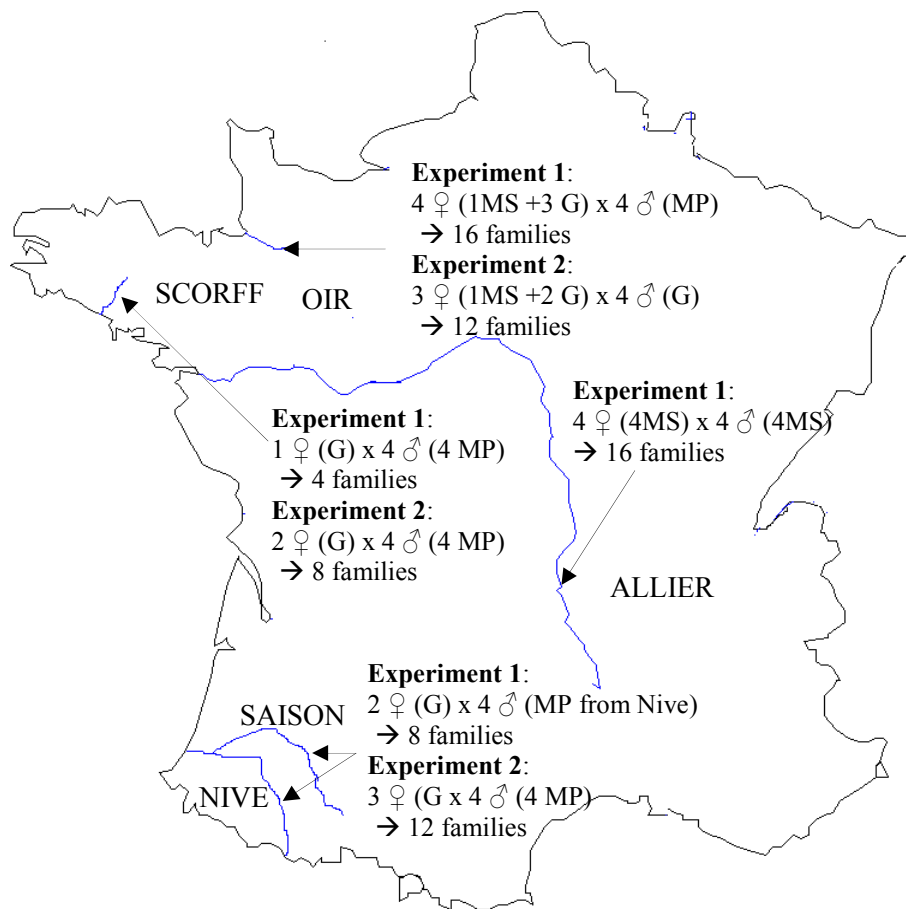 Experiment 1:
4 ♀ (1MS +3 G) x 4 ♂ (MP)
→ 16 families
Experiment 2:
3 ♀ (1MS +2 G) x 4 ♂ (G)
→ 12 families
SCORFF
OIR
Experiment 1:
4 ♀ (4MS) x 4 ♂ (4MS)
→ 16 families
Experiment 1:
1 ♀ (G) x 4 ♂ (4 MP)
→ 4 families
Experiment 2:
2 ♀ (G) x 4 ♂ (4 MP)
→ 8 families
ALLIER
Experiment 1:
2 ♀ (G) x 4 ♂ (MP from Nive)
→ 8 families
Experiment 2:
3 ♀ (G x 4 ♂ (4 MP)
→ 12 families
SAISON
NIVE